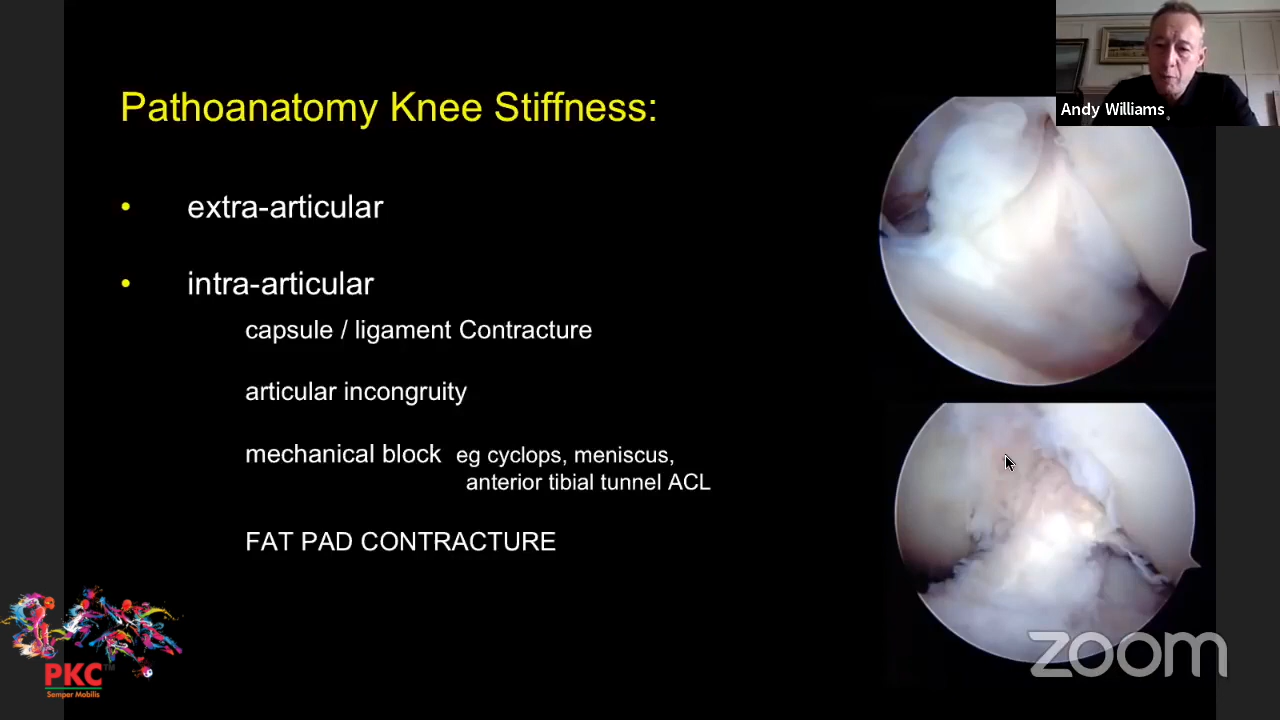 Pathoanatomy Knee Stiffness:
• extra-articular
• intra-articular
capsule / ligament Contracture
articular incongruity
mechanical block eg cyclops, meniscus,
anterior tibial tunnel ACL
FAT PAD CONTRACTURE
Andy Williams
PKC™
Semper Mobilis
zoom